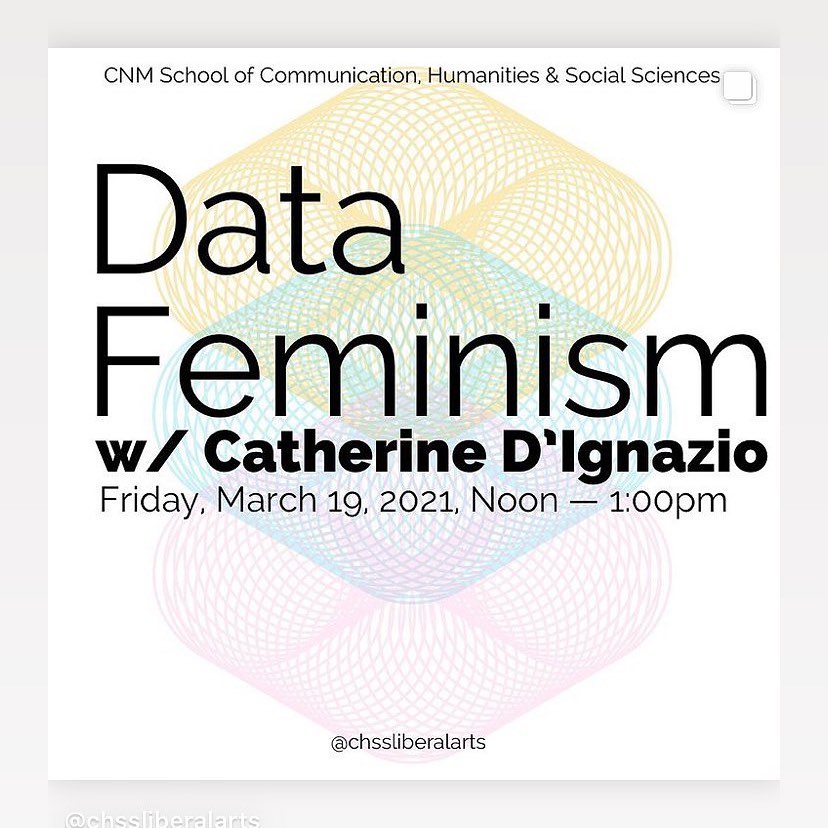 CNM School of Communication, Humanities & Social Sciences
Data
Feminism
w/ Catherine D'Ignazio
Friday, March 19, 2021, Noon — 1:00pm
@chssliberalarts
@chssliberalarts